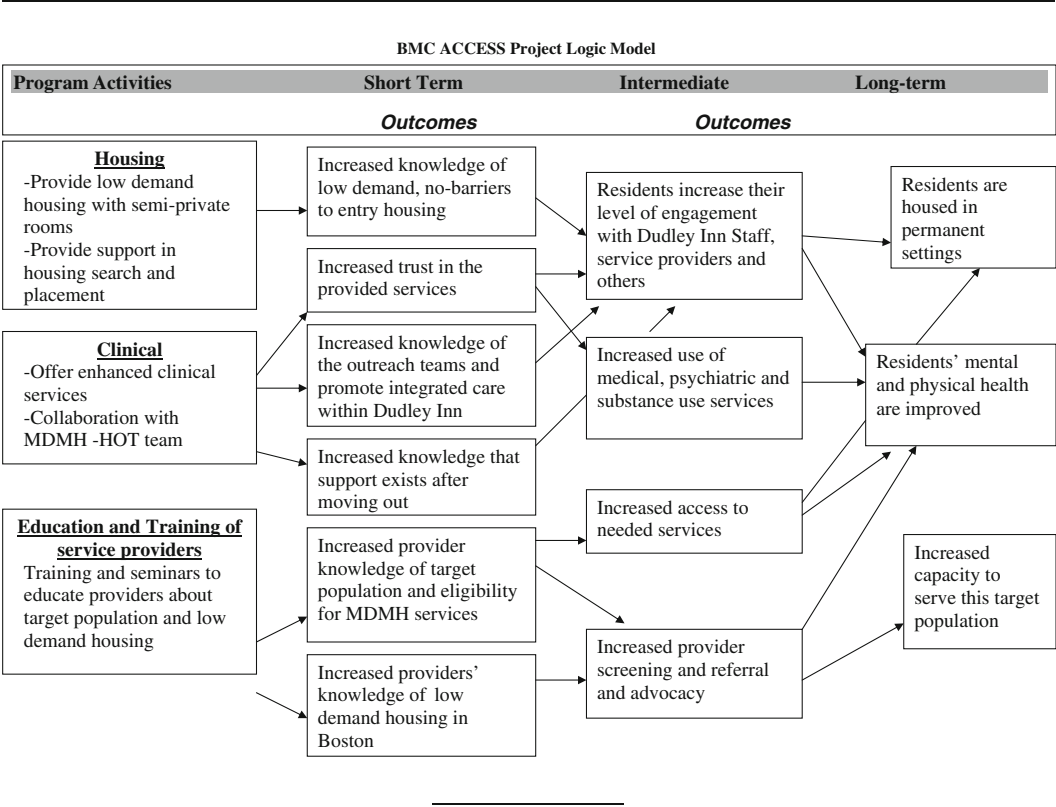 BMC ACCESS Project Logic Model
Program Activities
Short Term
Intermediate
Long-term
Outcomes
Outcomes
Housing
-Provide low demand
housing with semi-private
rooms
-Provide support in
housing search and
placement
Clinical
-Offer enhanced clinical
services
-Collaboration with
MDMH -HOT team
Education and Training of
service providers
Training and seminars to
educate providers about
target population and low
demand housing
Increased knowledge of
low demand, no-barriers
to entry housing
Increased trust in the
provided services
Increased knowledge of
the outreach teams and
promote integrated care
within Dudley Inn
Increased knowledge that
support exists after
moving out
Increased provider
knowledge of target
population and eligibility
for MDMH services
Increased providers'
knowledge of low
demand housing in
Boston
Residents increase their
level of engagement
with Dudley Inn Staff,
service providers and
others
Increased use of
medical, psychiatric and
substance use services
Increased access to
needed services
Increased provider
screening and referral
and advocacy
Residents are
housed in
permanent
settings
Residents' mental
and physical health
are improved
Increased
capacity to
serve this target
population